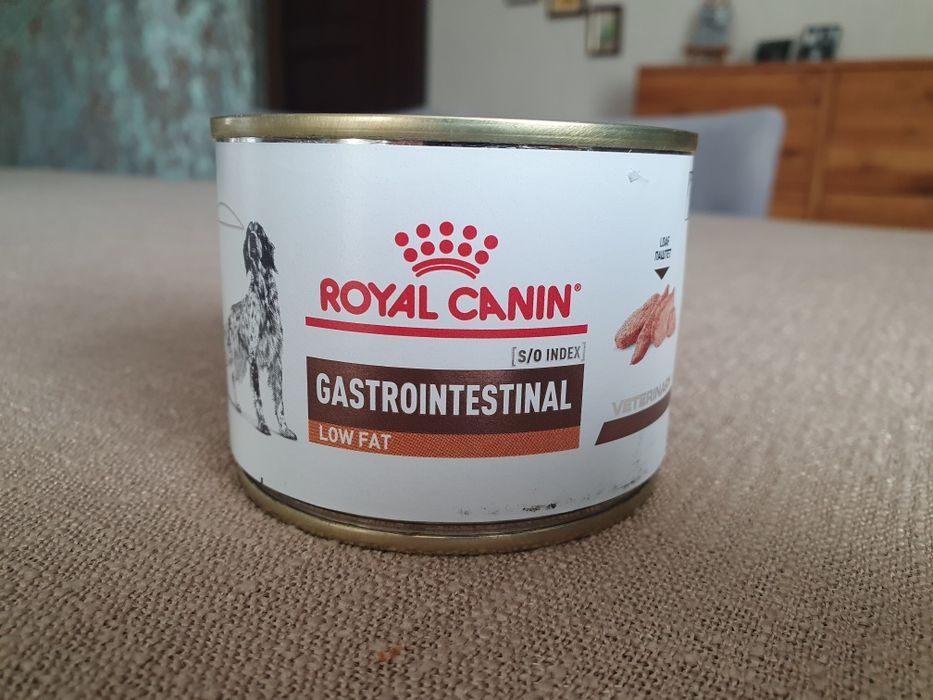 ROYAL CANIN®
[S/O INDEX]
GASTROINTESTINAL
LOW FAT
LOAF
ПАШТЕТ